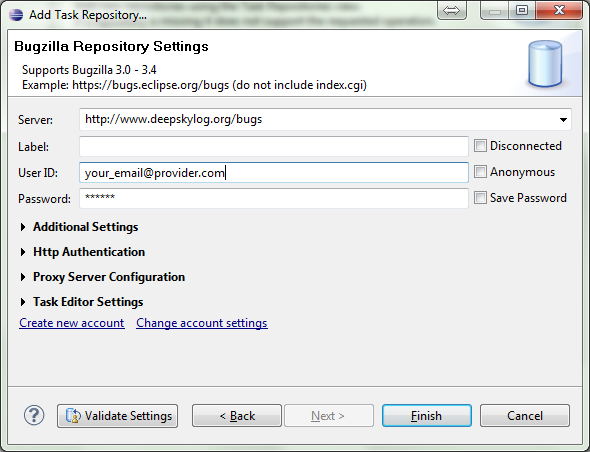 Add Task Repository...
Bugzilla Repository Settings
Supports Bugzilla 3.0 - 3.4
Example: https://bugs.eclipse.org/bugs (do not include index.cgi)
Server: http://www.deepskylog.org/bugs
Label: Disconnected
User ID: your_email@provider.com Anonymous
Password: ****** Save Password
Additional Settings
Http Authentication
Proxy Server Configuration
Task Editor Settings
Create new account Change account settings
? Validate Settings < Back Next > Finish Cancel